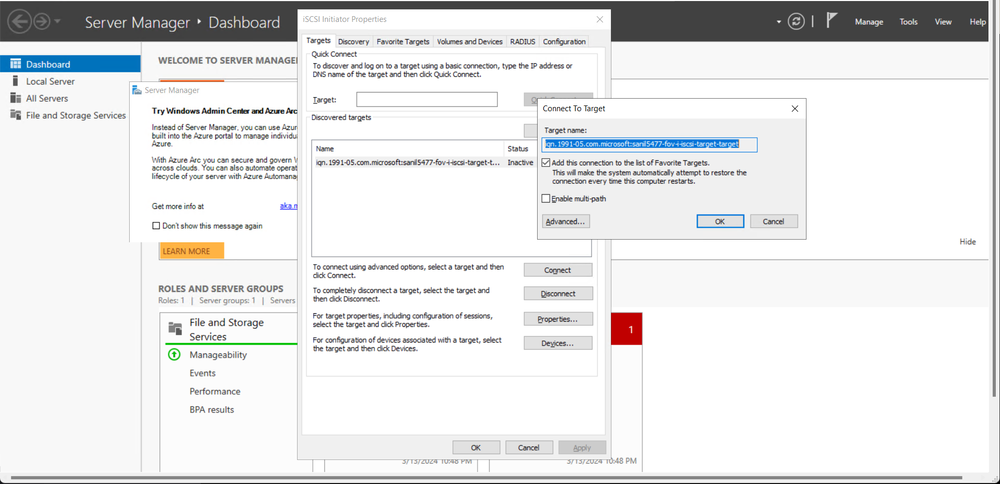 Server Manager ‣ Dashboard
Manage
Tools
View
Help
Dashboard
Local Server
All Servers
File and Storage Services
WELCOME TO SERVER MANAGER
Server Manager
Try Windows Admin Center and Azure Arc
Instead of Server Manager, you can use Azur
built into the Azure portal to manage individu
Azure.
With Azure Arc you can secure and govern
across clouds. You can also automate operat
lifecycle of your server with Azure Automana
Get more info at
aka.m
Don't show this message again
LEARN MORE
Hide
ROLES AND SERVER GROUPS
Roles: 1 | Server groups: 1 | Servers
File and Storage
Services
Manageability
Events
Performance
BPA results
1
3/13/2024 10:48 PM
3/13/2024 10:48 PM
iSCSI Initiator Properties
Targets
Discovery
Favorite Targets
Volumes and Devices
RADIUS
Configuration
Quick Connect
To discover and log on to a target using a basic connection, type the IP address or
DNS name of the target and then click Quick Connect.
Target:
Discovered targets
Name
Status
iqn.1991-05.com.microsoft:sanil5477-fov-i-iscsi-target-t...
Inactive
To connect using advanced options, select a target and then
click Connect.
Connect
To completely disconnect a target, select the target and
then click Disconnect.
Disconnect
For target properties, including configuration of sessions,
select the target and click Properties.
Properties...
For configuration of devices associated with a target, select
the target and then click Devices.
Devices...
OK
Cancel
Apply
Connect To Target
Target name:
iqn.1991-05.com.microsoft:sanil5477-fov-i-iscsi-target-target
Add this connection to the list of Favorite Targets.
This will make the system automatically attempt to restore the
connection every time this computer restarts.
Enable multi-path
Advanced...
OK
Cancel